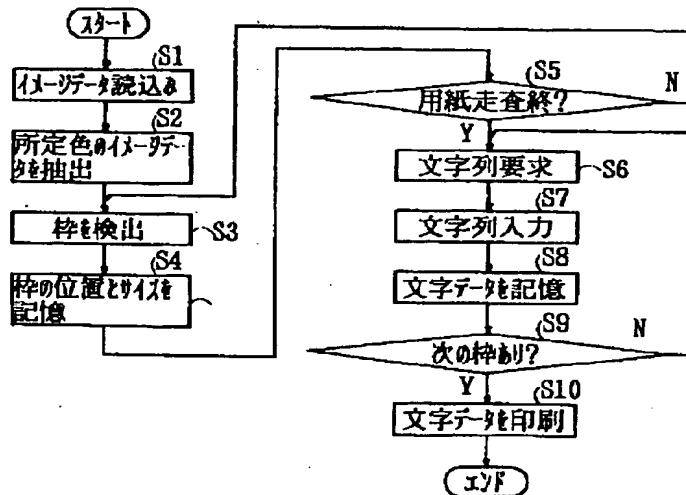 スタート
S1
イメージデータ読込み
S2
所定色のイメージデー
タを抽出
枠を検出
S3
S4
枠の位置とサイズを
記憶
S5
用紙走査終?
N
Y
文字列要求
S6
S7
文字列入力
S8
文字データを記憶
S9
次の枠あり?
N
Y
S10
文字データを印刷
エンド